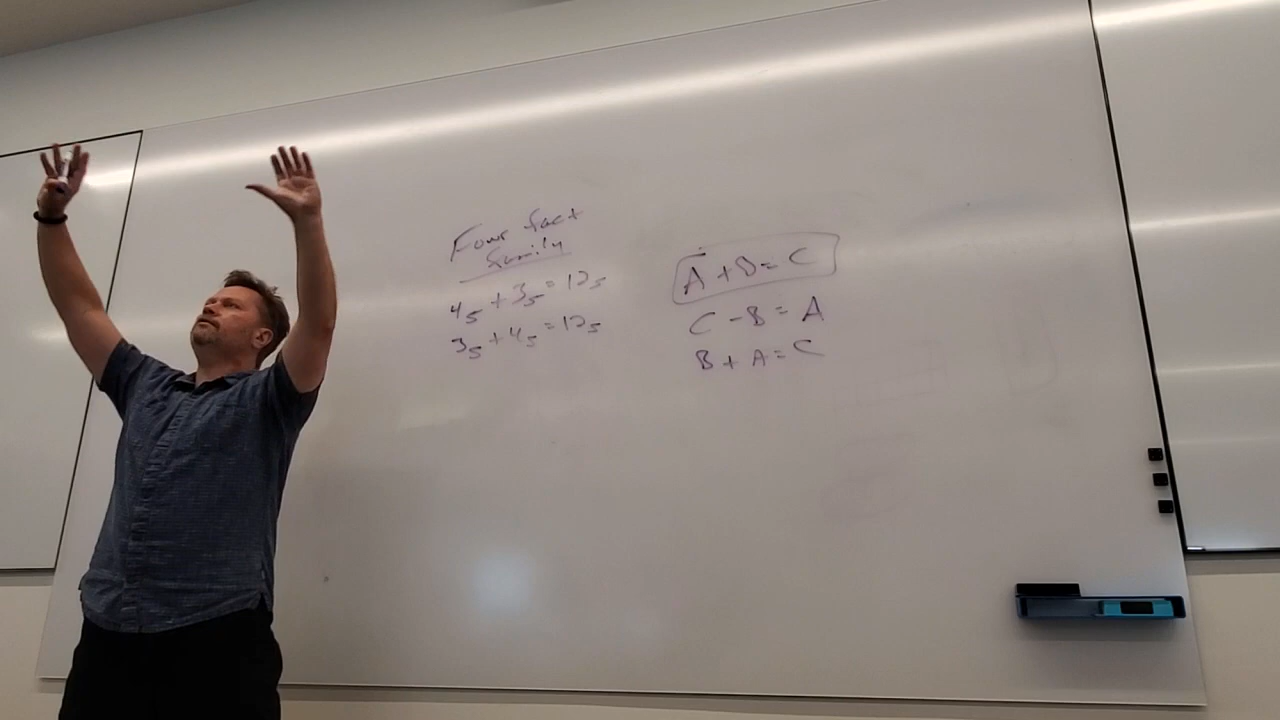 Four fact
family
4₅ + 3₅ = 12₅
3₅ + 4₅ = 12₅
A + B = C
C - B = A
B + A = C